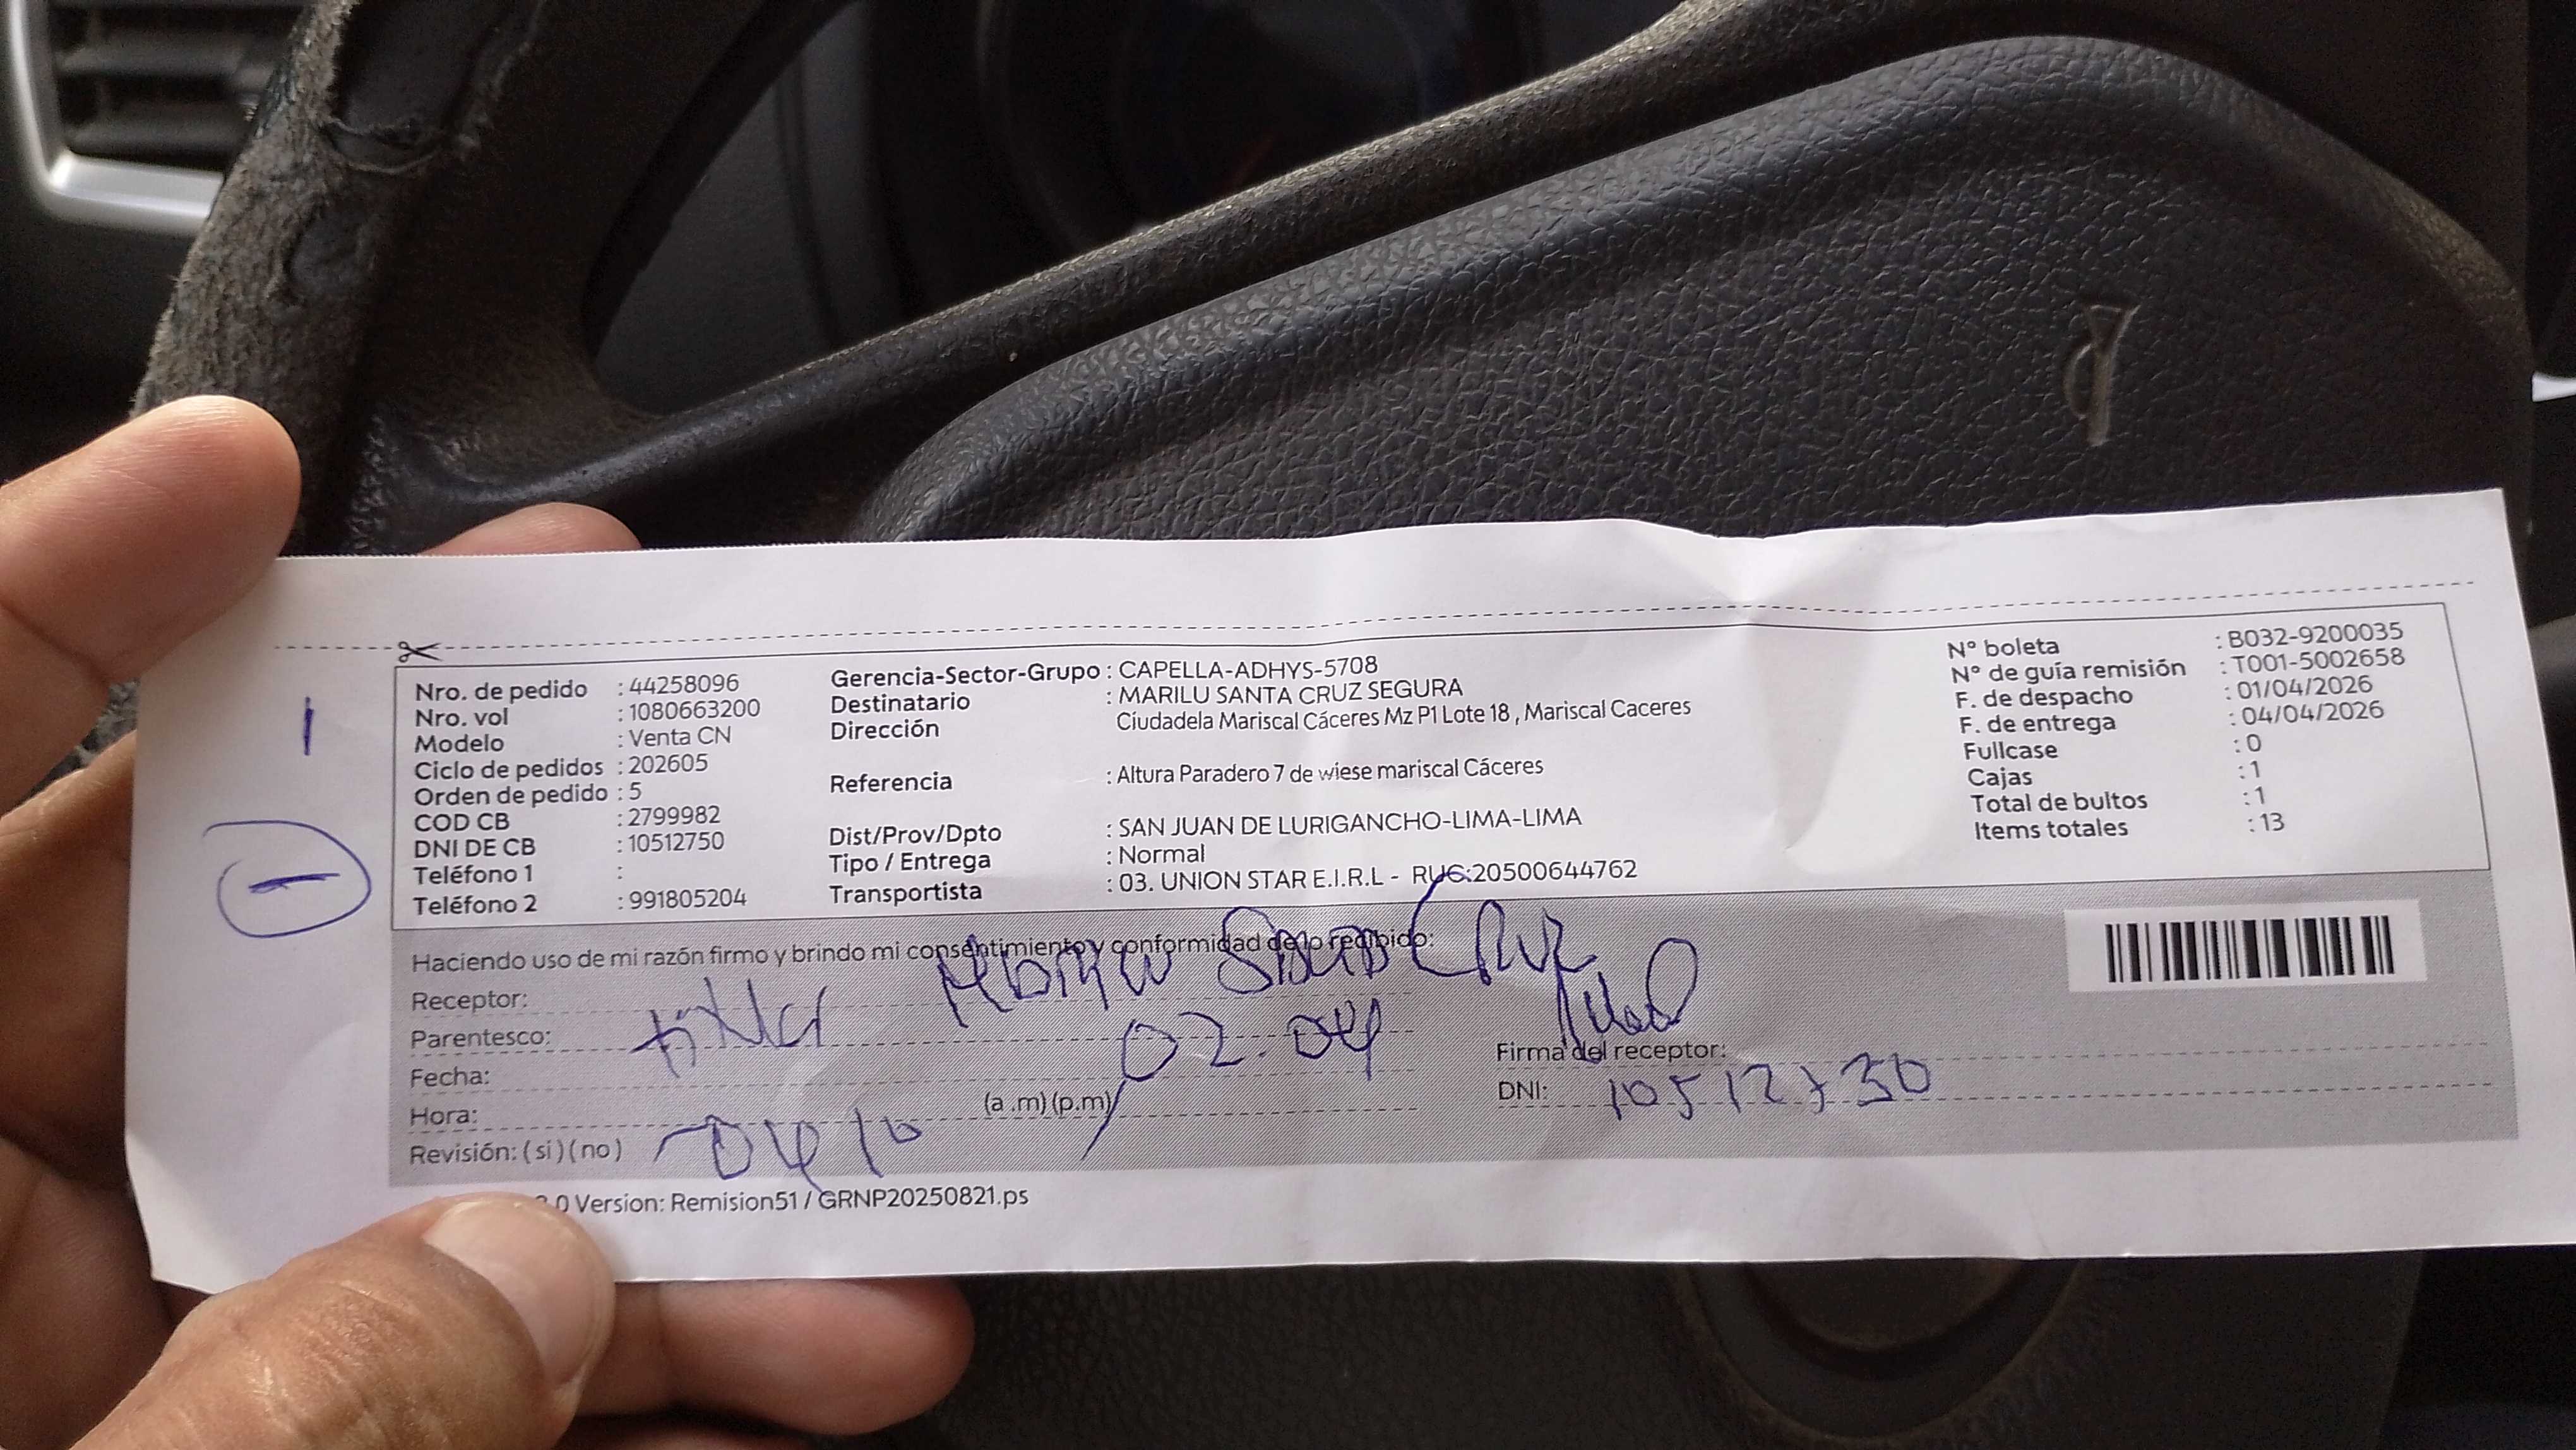 Nro. de pedido : 44258096
Nro. vol : 1080663200
Modelo : Venta CN
Ciclo de pedidos : 202605
Orden de pedido : 5
COD CB : 2799982
DNI DE CB : 10512750
Teléfono 1 :
Teléfono 2 : 991805204
Gerencia-Sector-Grupo : CAPELLA-ADHYS-5708
Destinatario : MARILU SANTA CRUZ SEGURA
Dirección Ciudadela Mariscal Cáceres Mz P1 Lote 18 , Mariscal Caceres
Referencia : Altura Paradero 7 de wiese mariscal Cáceres
Dist/Prov/Dpto : SAN JUAN DE LURIGANCHO-LIMA-LIMA
Tipo / Entrega : Normal
Transportista : 03. UNION STAR E.I.R.L - RUC:20500644762
N° boleta : B032-9200035
N° de guía remisión : T001-5002658
F. de despacho : 01/04/2026
F. de entrega : 04/04/2026
Fullcase : 0
Cajas : 1
Total de bultos : 1
Items totales : 13
Haciendo uso de mi razón firmo y brindo mi consentimiento y conformidad de lo recibido:
Receptor: Cruz
Parentesco:
Fecha: 02.04
Hora: (a .m) (p.m)
Revisión: (si) (no)
Firma del receptor:
DNI:
.0 Version: Remision51 / GRNP20250821.ps